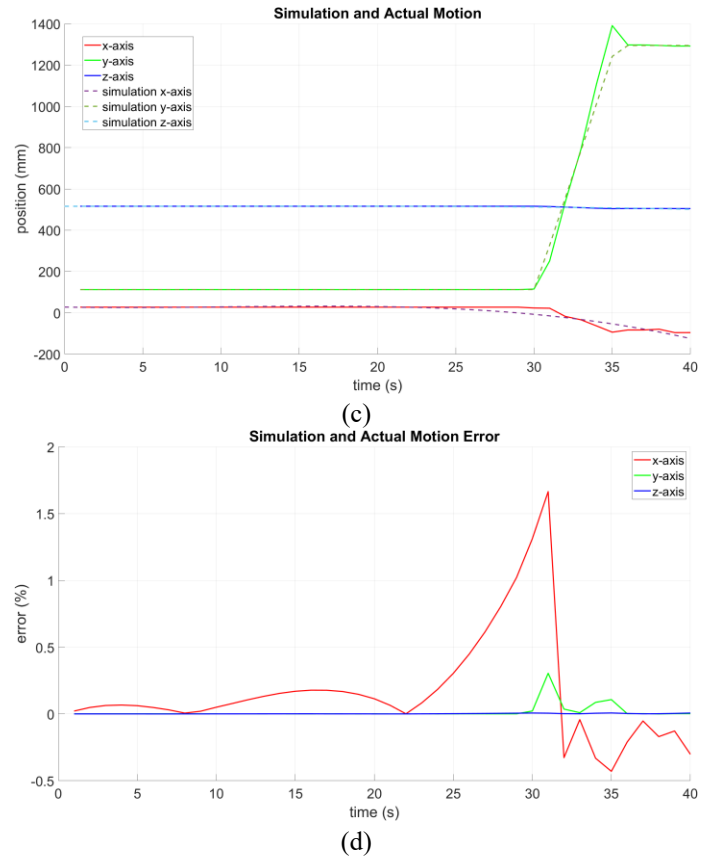 Simulation and Actual Motion
1400
1200
1000
800
600
400
200
0
-200
position (mm)
x-axis
y-axis
z-axis
simulation x-axis
simulation y-axis
simulation z-axis
0 5 10 15 20 25 30 35 40
time (s)
(c)
Simulation and Actual Motion Error
2
1.5
1
0.5
0
-0.5
error (%)
x-axis
y-axis
z-axis
0 5 10 15 20 25 30 35 40
time (s)
(d)